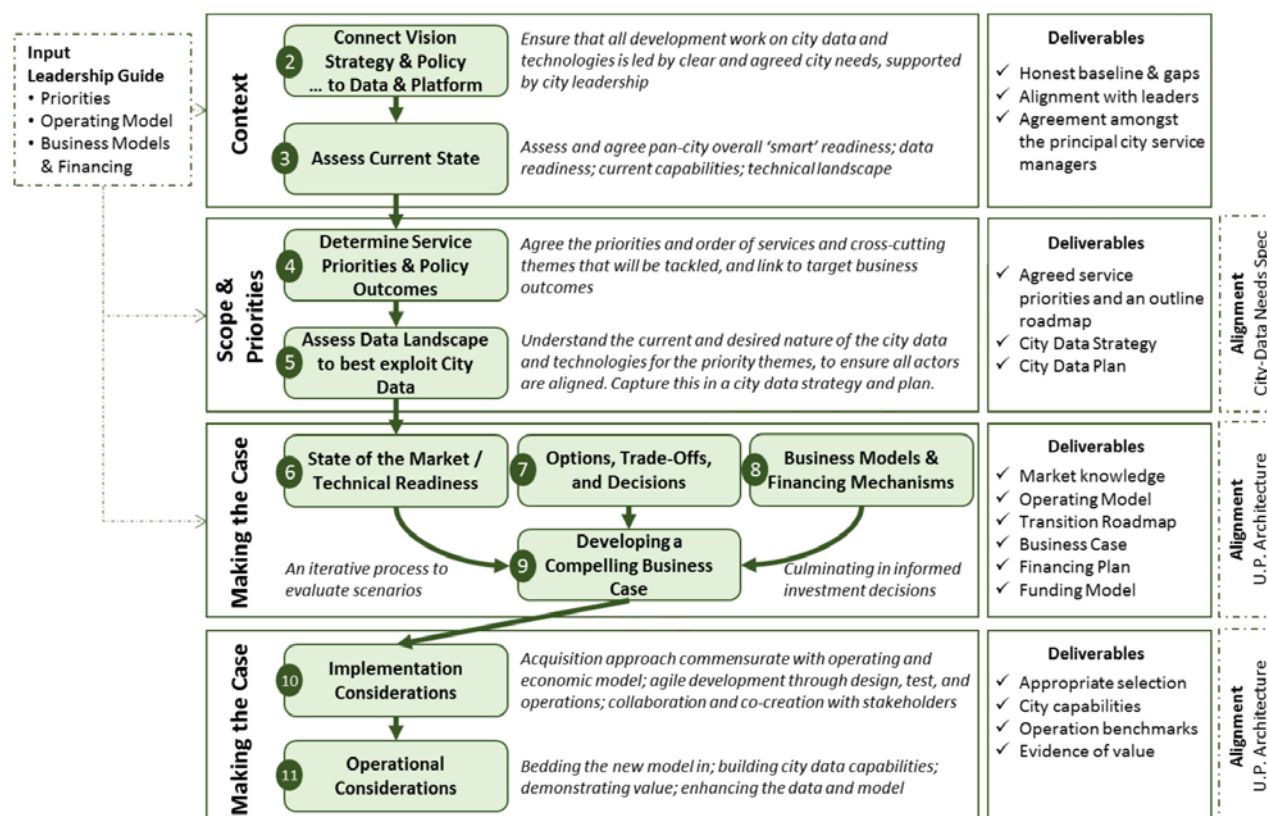 Input
Leadership Guide
• Priorities
• Operating Model
• Business Models
& Financing
Context
2
Connect Vision
Strategy & Policy
... to Data & Platform
Ensure that all development work on city data and
technologies is led by clear and agreed city needs, supported
by city leadership
3
Assess Current State
Assess and agree pan-city overall ‘smart’ readiness; data
readiness; current capabilities; technical landscape
Deliverables
✓ Honest baseline & gaps
✓ Alignment with leaders
✓ Agreement amongst
the principal city service
managers
Scope &
Priorities
4
Determine Service
Priorities & Policy
Outcomes
Agree the priorities and order of services and cross-cutting
themes that will be tackled, and link to target business
outcomes
5
Assess Data Landscape
to best exploit City
Data
Understand the current and desired nature of the city data
and technologies for the priority themes, to ensure all actors
are aligned. Capture this in a city data strategy and plan.
Deliverables
✓ Agreed service
priorities and an outline
roadmap
✓ City Data Strategy
✓ City Data Plan
Alignment
City-Data Needs Spec
Making the Case
6
State of the Market /
Technical Readiness
7
Options, Trade-Offs,
and Decisions
8
Business Models &
Financing Mechanisms
An iterative process to
evaluate scenarios
9
Developing a
Compelling Business
Case
Culminating in informed
investment decisions
Deliverables
✓ Market knowledge
✓ Operating Model
✓ Transition Roadmap
✓ Business Case
✓ Financing Plan
✓ Funding Model
Alignment
U.P. Architecture
Making the Case
10
Implementation
Considerations
Acquisition approach commensurate with operating and
economic model; agile development through design, test, and
operations; collaboration and co-creation with stakeholders
11
Operational
Considerations
Bedding the new model in; building city data capabilities;
demonstrating value; enhancing the data and model
Deliverables
✓ Appropriate selection
✓ City capabilities
✓ Operation benchmarks
✓ Evidence of value
Alignment
U.P. Architecture